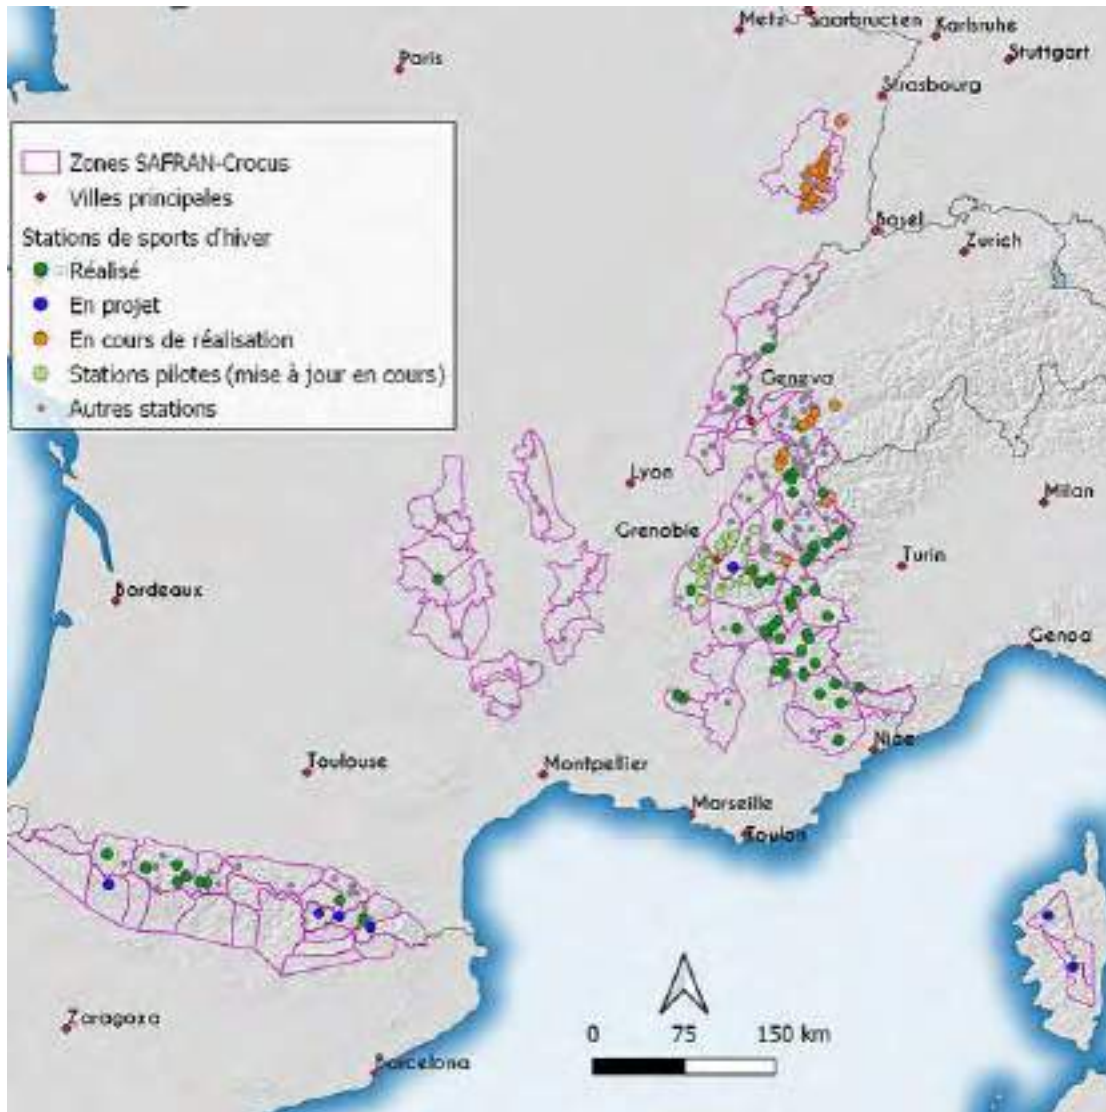 Metz
Saarbrucken
Karlsruhe
Paris
Stuttgart
Strasbourg
Zones SAFRAN-Crocus
Villes principales
Stations de sports d'hiver
Réalisé
En projet
En cours de réalisation
Stations pilotes (mise à jour en cours)
Autres stations
Basel
Zurich
Geneva
Lyon
Milan
Grenoble
Turin
Bordeaux
Genoa
Nice
Toulouse
Montpellier
Marseille
Toulon
Zaragoza
Barcelona
0 75 150 km